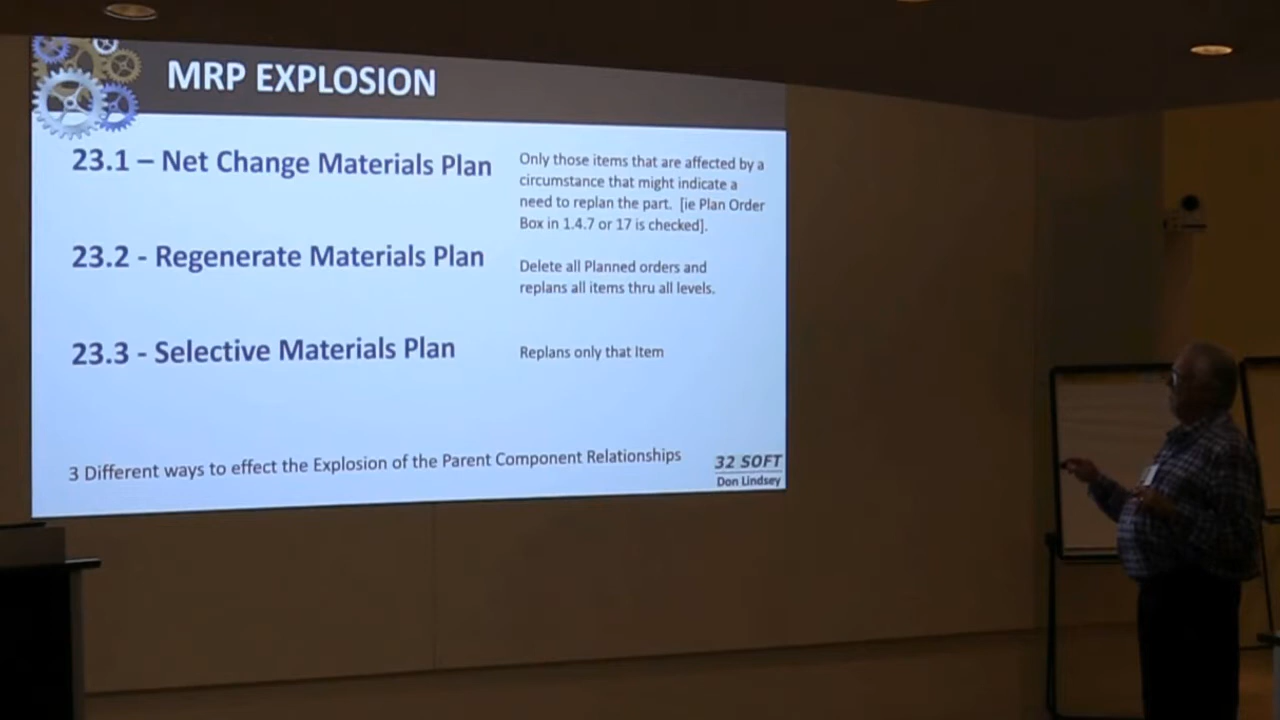 MRP EXPLOSION
23.1 – Net Change Materials Plan
Only those items that are affected by a
circumstance that might indicate a
need to replan the part. [ie Plan Order
Box in 1.4.7 or 17 is checked].
23.2 - Regenerate Materials Plan
Delete all Planned orders and
replans all items thru all levels.
23.3 - Selective Materials Plan
Replans only that Item
3 Different ways to effect the Explosion of the Parent Component Relationships
32 SOFT
Don Lindsey